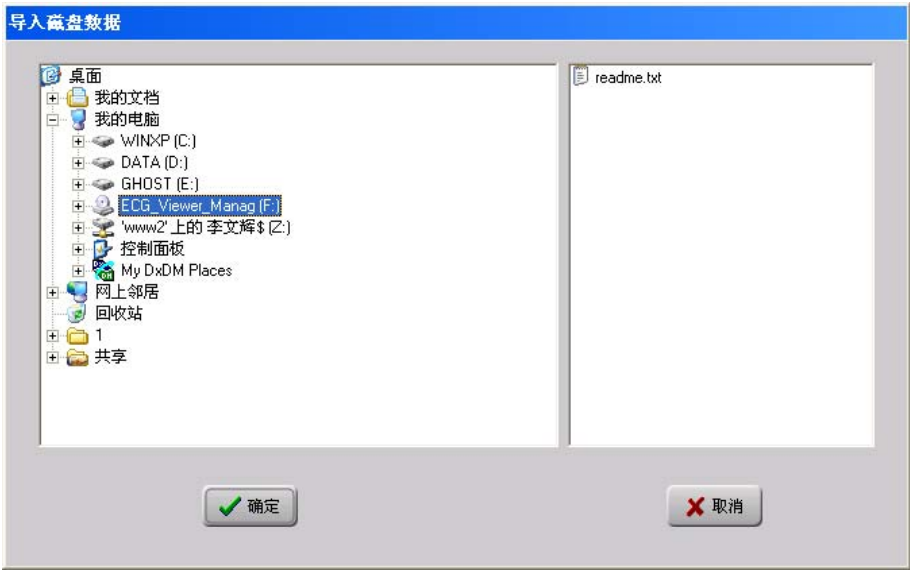 导入磁盘数据
桌面
我的文档
我的电脑
WINXP (C:)
DATA (D:)
GHOST (E:)
ECG_Viewer_Manag (F:)
'www2' 上的 李文辉$ (Z:)
控制面板
My DxDM Places
网上邻居
回收站
1
共享
readme.txt
确定
取消